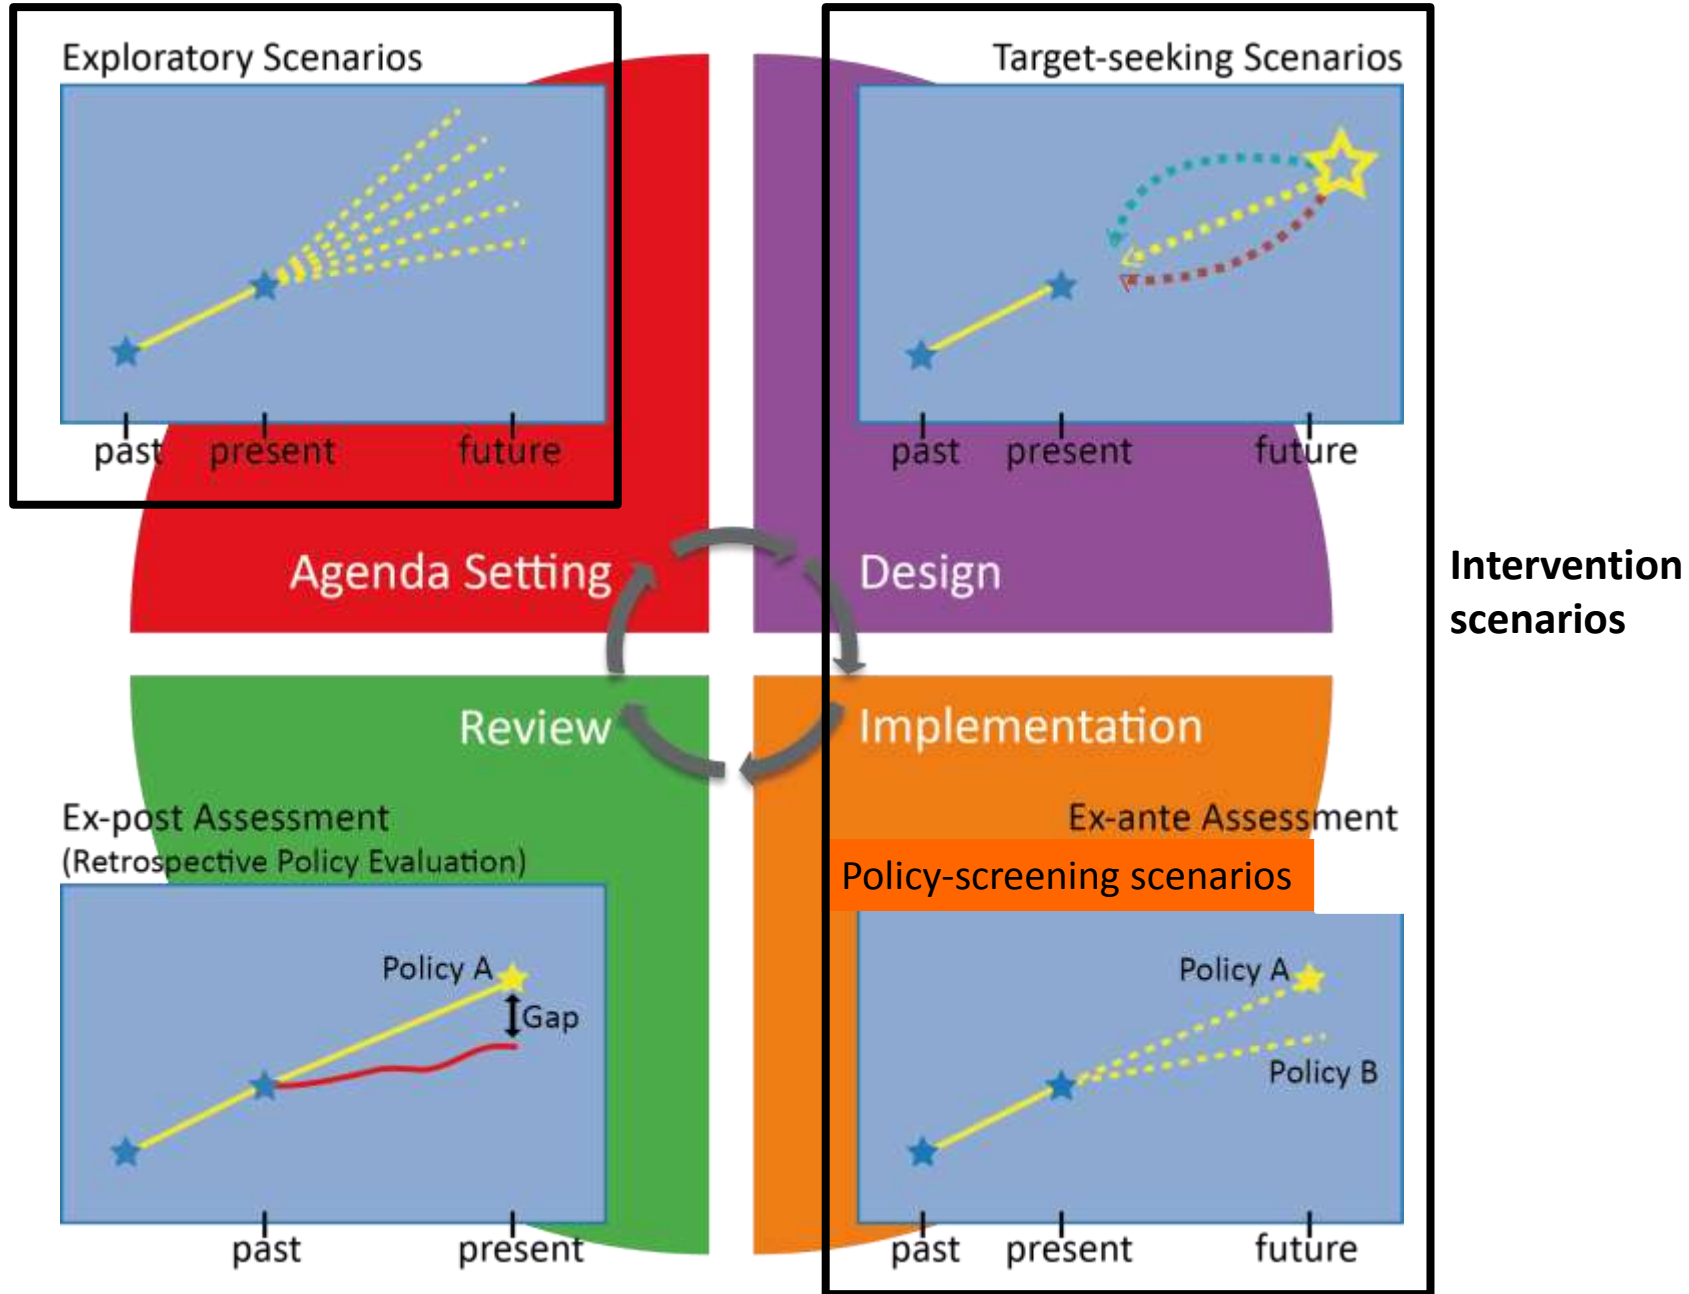 Exploratory Scenarios
past present future
Agenda Setting
Target-seeking Scenarios
past present future
Design
Intervention
scenarios
Review
Ex-post Assessment
(Retrospective Policy Evaluation)
Policy A
Gap
past present
Implementation
Ex-ante Assessment
Policy-screening scenarios
Policy A
Policy B
past present future